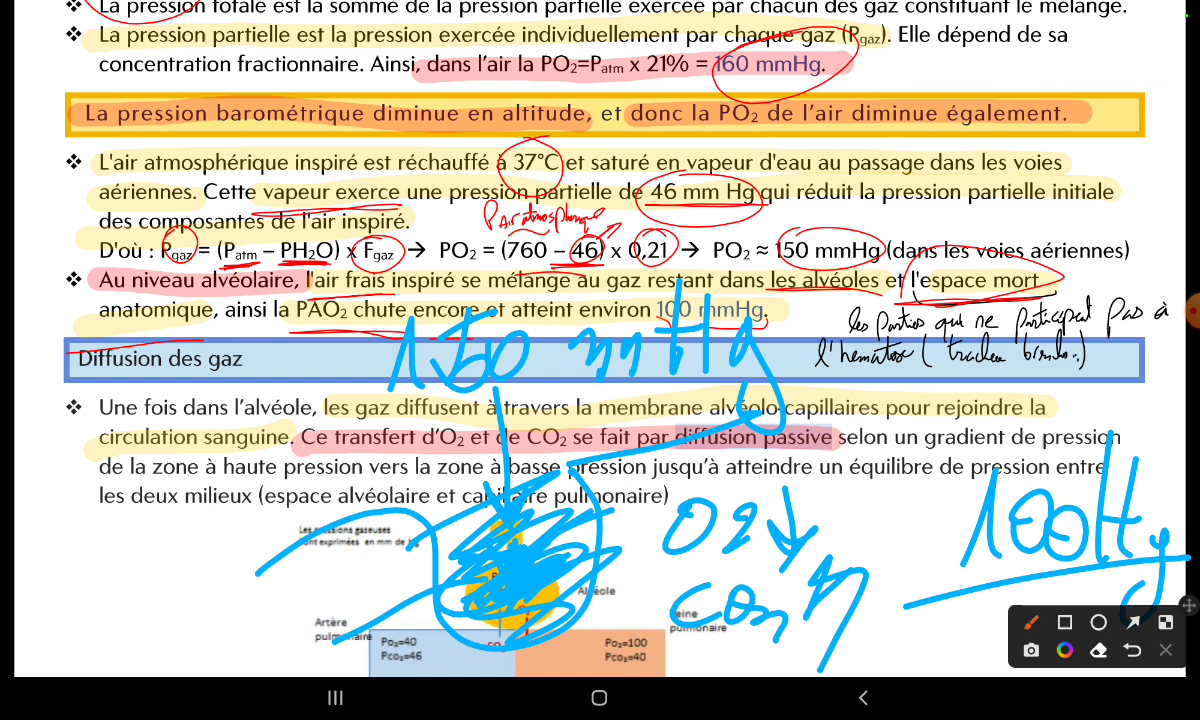 ❖ La pression totale est la somme de la pression partielle exercée par chacun des gaz constituant le mélange.
❖ La pression partielle est la pression exercée individuellement par chaque gaz (Pgaz). Elle dépend de sa
concentration fractionnaire. Ainsi, dans l’air la PO2=Patm x 21% = 160 mmHg.
La pression barométrique diminue en altitude, et donc la PO2 de l’air diminue également.
❖ L'air atmosphérique inspiré est réchauffé à 37°C et saturé en vapeur d'eau au passage dans les voies
aériennes. Cette vapeur exerce une pression partielle de 46 mm Hg qui réduit la pression partielle initiale
des composantes de l'air inspiré.
P Air atmosphérique
D'où : Pgaz = (Patm – PH2O) x Fgaz → PO2 = (760 – 46) x 0,21 → PO2 ≈ 150 mmHg (dans les voies aériennes)
❖ Au niveau alvéolaire, l'air frais inspiré se mélange au gaz restant dans les alvéoles et l'espace mort
anatomique, ainsi la PAO2 chute encore et atteint environ 100 mmHg.
les parties qui ne participent pas à
l'hématose (trachée
150 mmHg
Diffusion des gaz
❖ Une fois dans l’alvéole, les gaz diffusent à travers la membrane alvéolo-capillaires pour rejoindre la
circulation sanguine. Ce transfert d’O2 et de CO2 se fait par diffusion passive selon un gradient de pression
de la zone à haute pression vers la zone à basse pression jusqu’à atteindre un équilibre de pression entre
les deux milieux (espace alvéolaire et capillaire pulmonaire)
O2 ↓
100Hg
Les gazeuses
sont exprimées en mm de
Alvéole
Artère
pulmonaire
Veine
pulmonaire
Po2=40
Pco2=46
Po2=100
Pco2=40